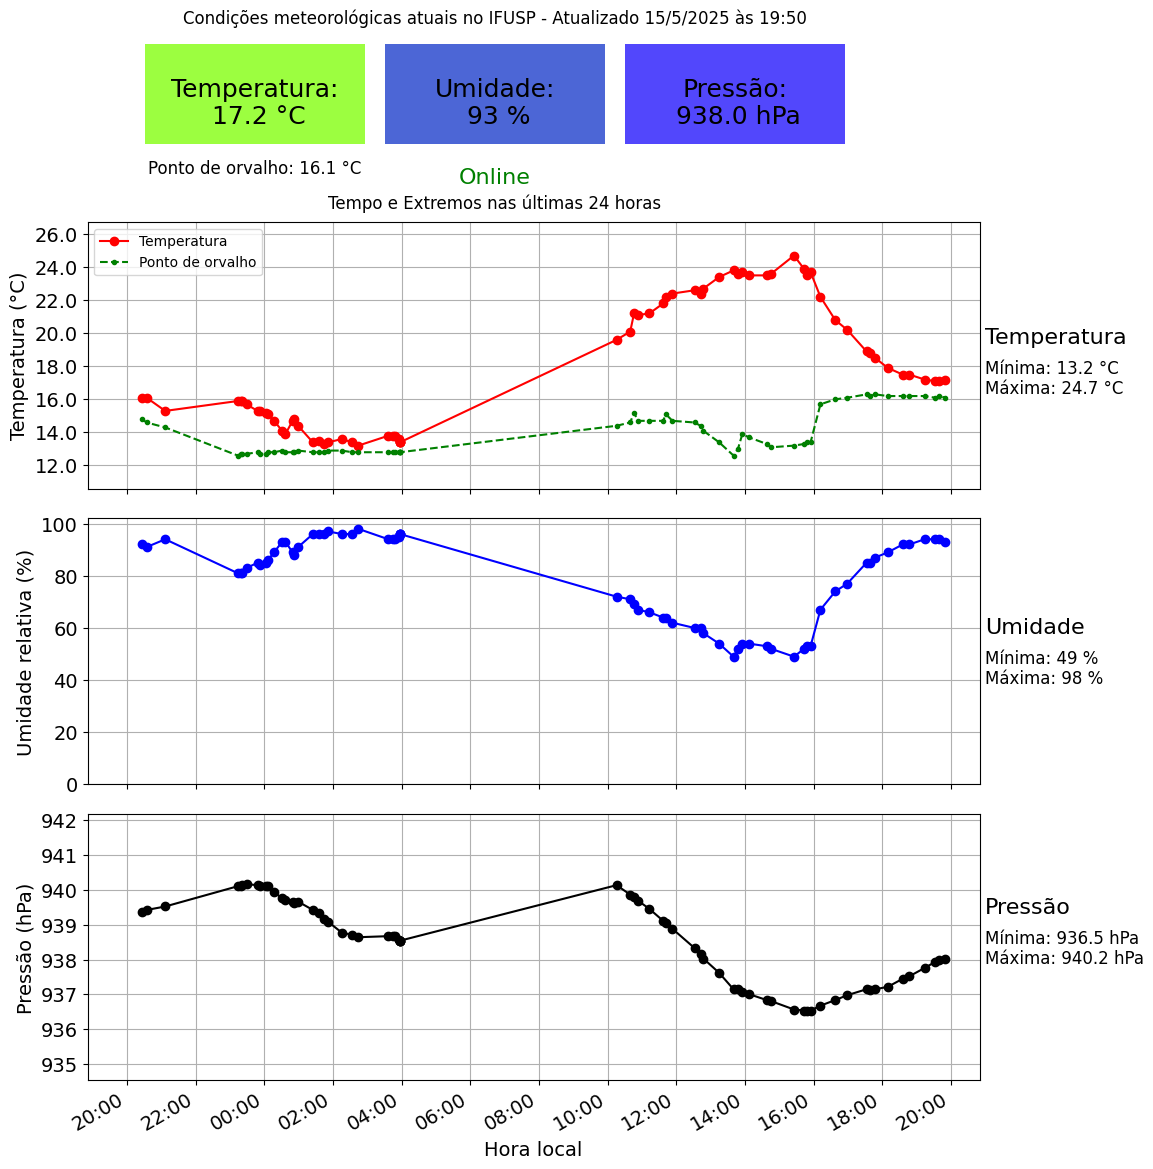 Condições meteorológicas atuais no IFUSP - Atualizado 15/5/2025 às 19:50
Temperatura:
17.2 °C
Umidade:
93 %
Pressão:
938.0 hPa
Ponto de orvalho: 16.1 °C
Online
Tempo e Extremos nas últimas 24 horas
Temperatura (°C)
26.0
24.0
22.0
20.0
18.0
16.0
14.0
12.0
Temperatura
Ponto de orvalho
Temperatura
Mínima: 13.2 °C
Máxima: 24.7 °C
Umidade relativa (%)
100
80
60
40
20
0
Umidade
Mínima: 49 %
Máxima: 98 %
Pressão (hPa)
942
941
940
939
938
937
936
935
Pressão
Mínima: 936.5 hPa
Máxima: 940.2 hPa
20:00 22:00 00:00 02:00 04:00 06:00 08:00 10:00 12:00 14:00 16:00 18:00 20:00
Hora local